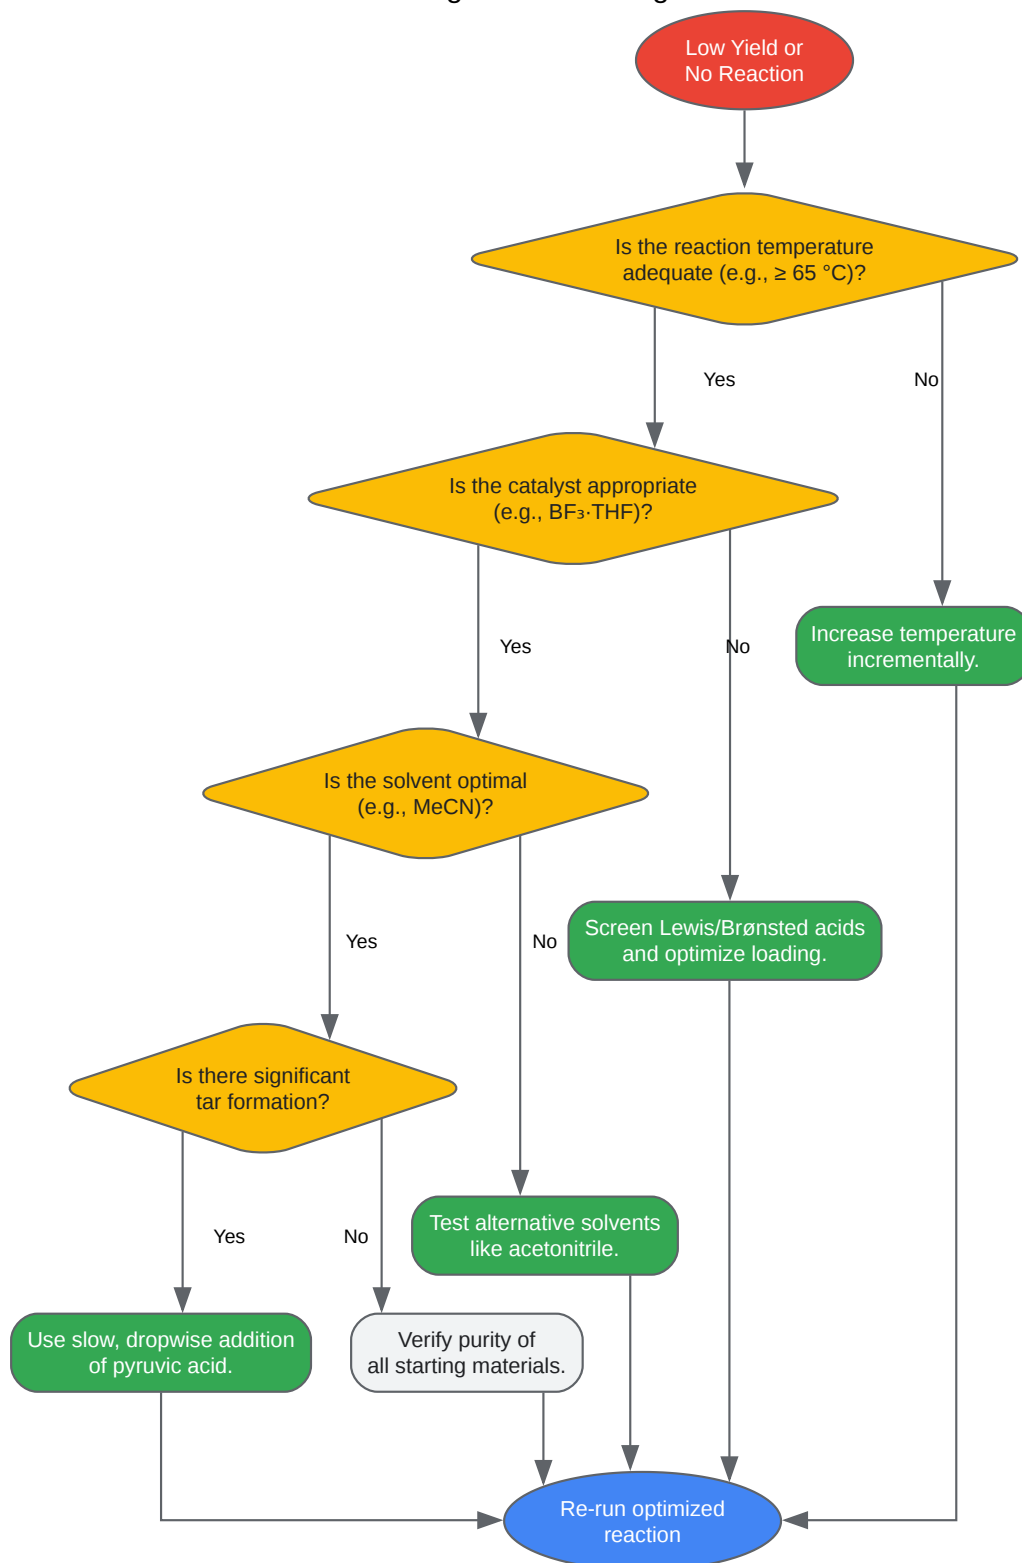 Low Yield or
No Reaction
Is the reaction temperature
adequate (e.g., ≥ 65 °C)?
Yes
No
Is the catalyst appropriate
(e.g., BF₃·THF)?
Increase temperature
incrementally.
Yes
No
Is the solvent optimal
(e.g., MeCN)?
Screen Lewis/Brønsted acids
and optimize loading.
Yes
No
Is there significant
tar formation?
Test alternative solvents
like acetonitrile.
Yes
No
Use slow, dropwise addition
of pyruvic acid.
Verify purity of
all starting materials.
Re-run optimized
reaction